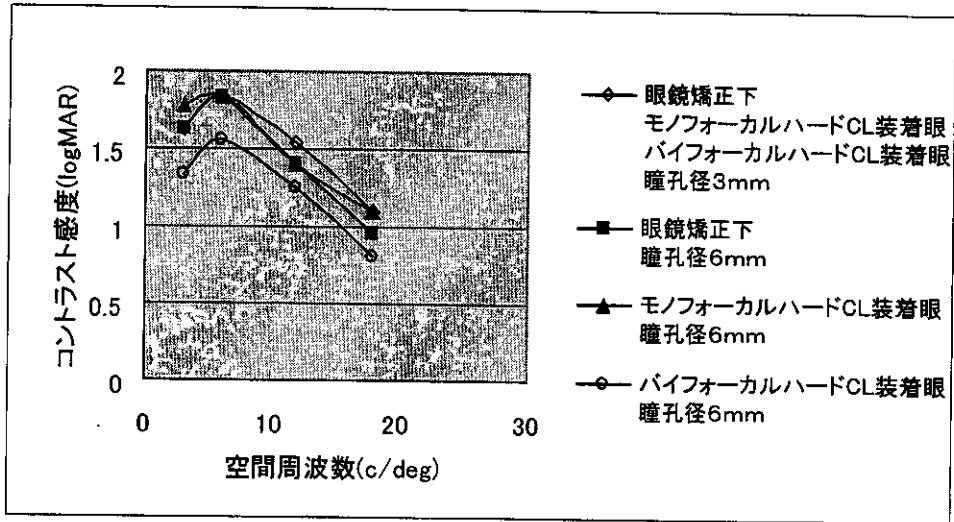 コントラスト感度(logMAR)
2
1.5
1
0.5
0
0
10
20
30
空間周波数(c/deg)
眼鏡矯正下
モノフォーカルハードCL装着眼
バイフォーカルハードCL装着眼
瞳孔径3mm
眼鏡矯正下
瞳孔径6mm
モノフォーカルハードCL装着眼
瞳孔径6mm
バイフォーカルハードCL装着眼
瞳孔径6mm